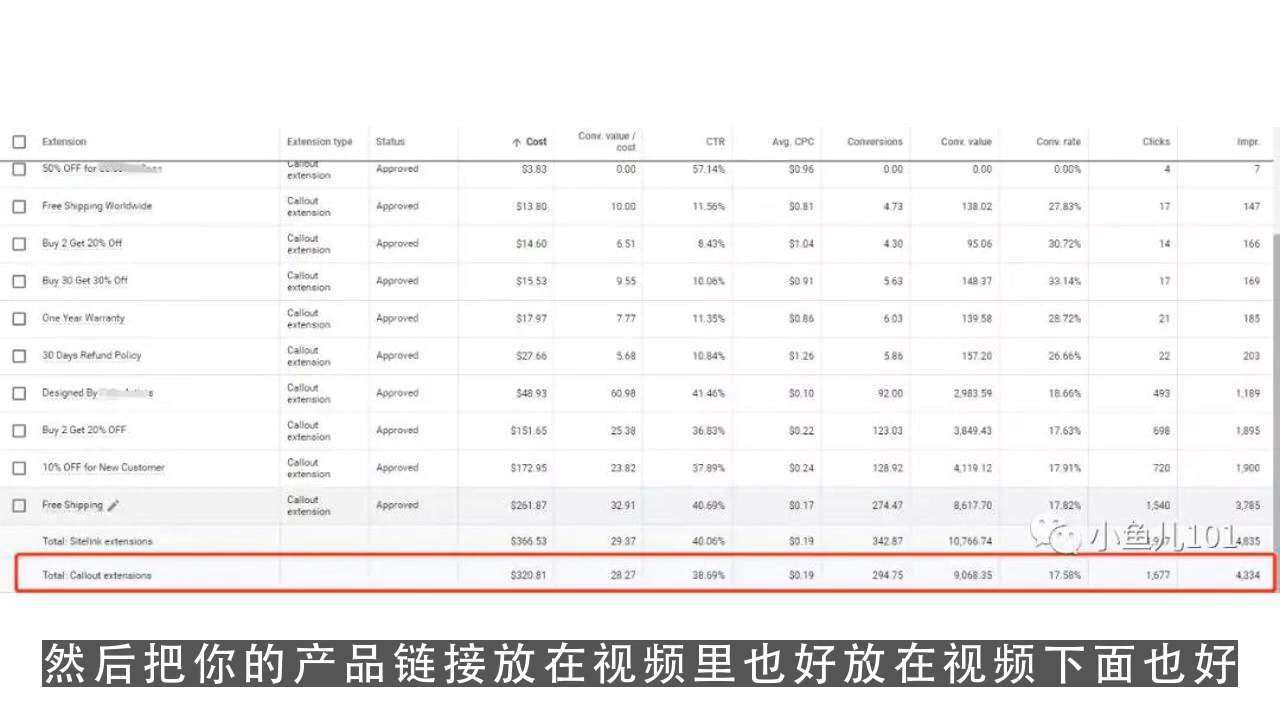 Extension Extension type Status ↑ Cost Conv. value / cost CTR Avg. CPC Conversions Conv. value Conv. rate Clicks Impr.
50% OFF for Callout extension Approved $3.83 0.00 57.14% $0.96 0.00 0.00 0.00% 4 7
Free Shipping Worldwide Callout extension Approved $13.80 10.00 11.56% $0.81 4.73 138.02 27.83% 17 147
Buy 2 Get 20% Off Callout extension Approved $14.60 6.51 8.43% $1.04 4.30 95.06 30.72% 14 166
Buy 30 Get 30% Off Callout extension Approved $15.53 9.55 10.06% $0.91 5.63 148.37 33.14% 17 169
One Year Warranty Callout extension Approved $17.97 7.77 11.35% $0.86 6.03 139.58 28.72% 21 185
30 Days Refund Policy Callout extension Approved $27.66 5.68 10.84% $1.26 5.86 157.20 26.66% 22 203
Designed By Callout extension Approved $48.93 60.98 41.46% $0.10 92.00 2,983.59 18.66% 493 1,189
Buy 2 Get 20% OFF Callout extension Approved $151.65 25.38 36.83% $0.22 123.03 3,849.43 17.63% 698 1,895
10% OFF for New Customer Callout extension Approved $172.95 23.82 37.89% $0.24 128.92 4,119.12 17.91% 720 1,900
Free Shipping Callout extension Approved $261.87 32.91 40.69% $0.17 274.47 8,617.70 17.82% 1,540 3,785
Total: Sitelink extensions $366.53 29.37 40.06% $0.19 342.87 10,766.74 4,835
小鱼儿101
Total: Callout extensions $320.81 28.27 38.69% $0.19 294.75 9,068.35 17.58% 1,677 4,334
然后把你的产品链接放在视频里也好放在视频下面也好